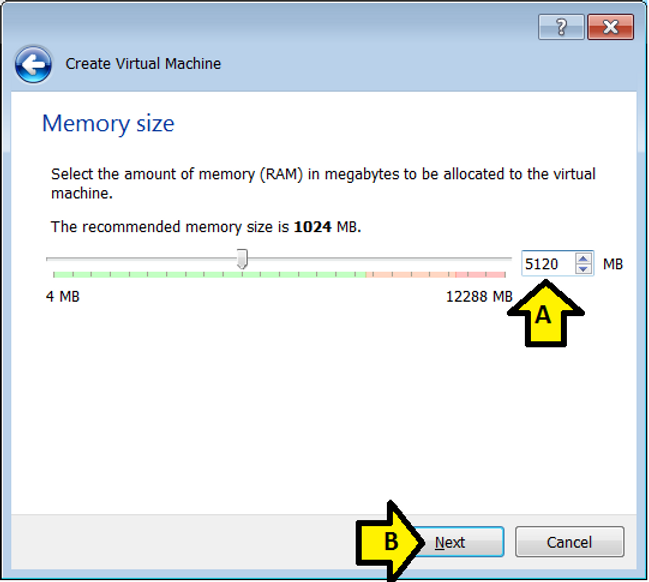 ?
Create Virtual Machine
Memory size
Select the amount of memory (RAM) in megabytes to be allocated to the virtual
machine.
The recommended memory size is 1024 MB.
5120 MB
4 MB 12288 MB
A
B Next Cancel